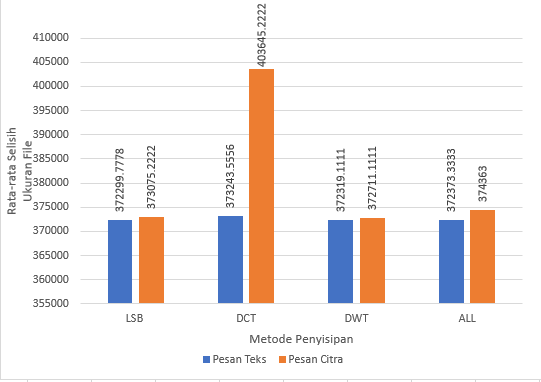 410000
405000
400000
395000
390000
385000
380000
375000
370000
365000
360000
355000
Rata-rata Selisih
Ukuran File
372299.7778
373075.2222
373243.5556
403645.2222
372319.1111
372711.1111
372373.3333
374363
LSB
DCT
DWT
ALL
Metode Penyisipan
Pesan Teks
Pesan Citra